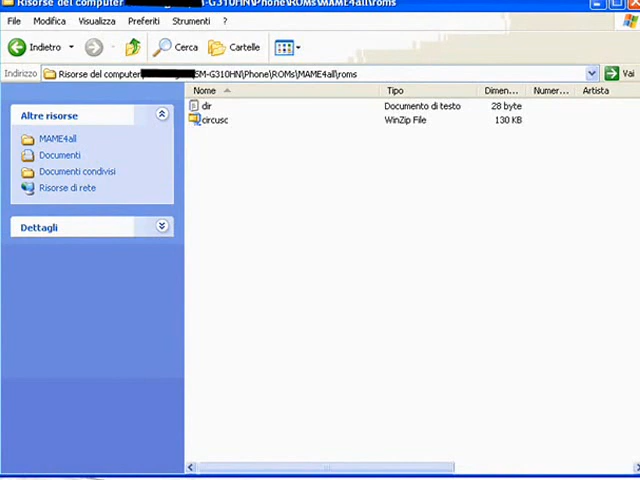 Risorse del computer SM-G310HN\Phone\ROMs\MAME4all\roms
File Modifica Visualizza Preferiti Strumenti ?
Indietro Cerca Cartelle
Indirizzo Risorse del computer SM-G310HN\Phone\ROMs\MAME4all\roms Vai
Nome Tipo Dimen... Numer... Artista
dir Documento di testo 28 byte
circusc WinZip File 130 KB
Altre risorse
MAME4all
Documenti
Documenti condivisi
Risorse di rete
Dettagli